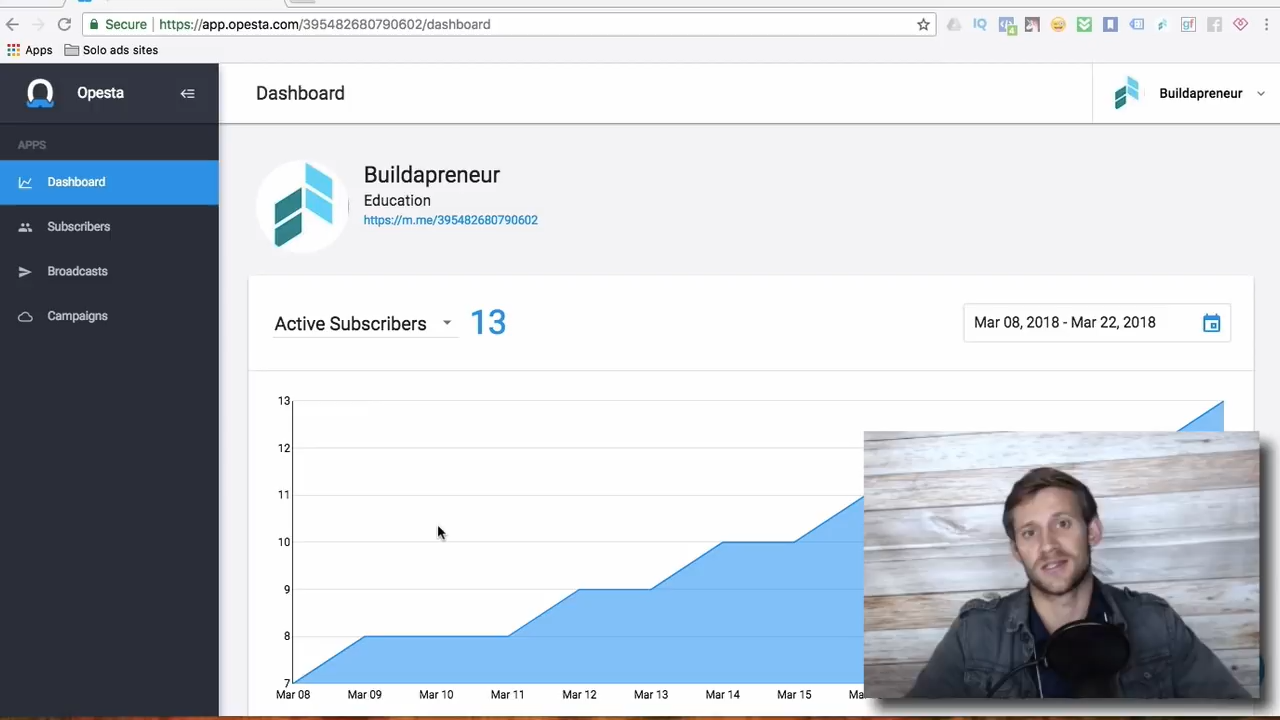 Secure https://app.opesta.com/395482680790602/dashboard
Apps Solo ads sites
Opesta
Dashboard
Buildapreneur
APPS
Dashboard
Subscribers
Broadcasts
Campaigns
Buildapreneur
Education
https://m.me/395482680790602
Active Subscribers 13
Mar 08, 2018 - Mar 22, 2018
13
12
11
10
9
8
7
Mar 08 Mar 09 Mar 10 Mar 11 Mar 12 Mar 13 Mar 14 Mar 15